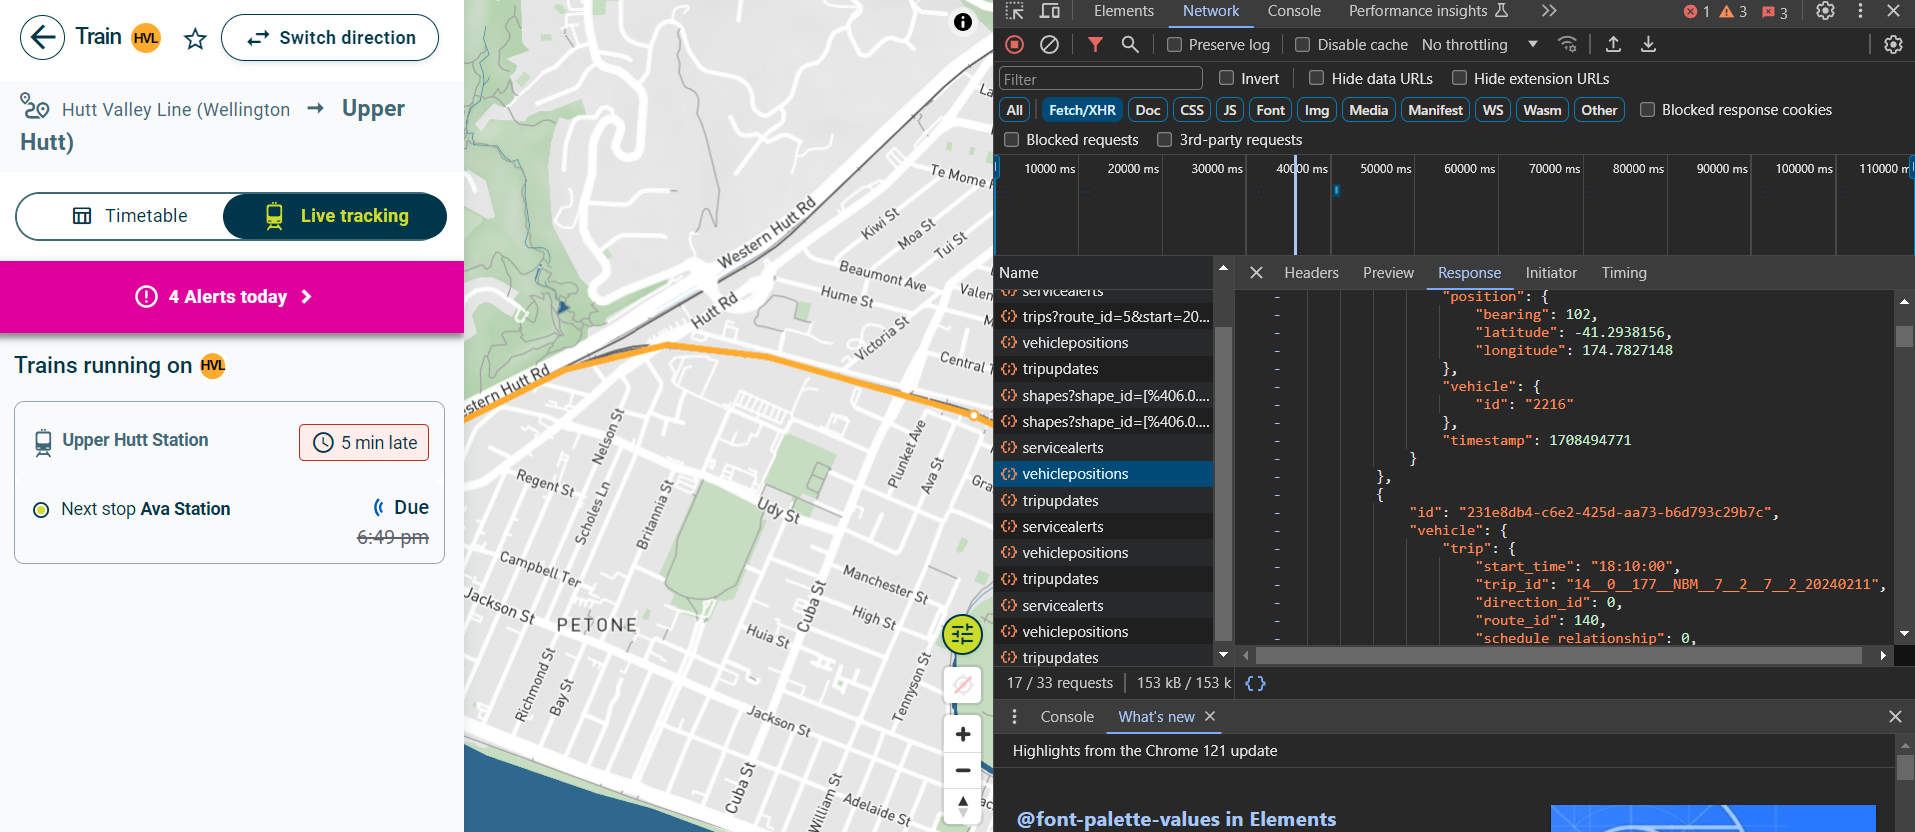 Train HVL Switch direction
Hutt Valley Line (Wellington → Upper
Hutt)
Timetable Live tracking
4 Alerts today
Trains running on HVL
Upper Hutt Station 5 min late
Next stop Ava Station Due
6:49 pm
Te Mome
Western Hutt Rd
Kiwi St
Moa St
Tui St
Beaumont Ave
Hume St
Hutt Rd
Victoria St
Central
stern Hutt Rd
Nelson St
Plunket Ave
Ava St
Regent St
Scholes Ln
Britannia St
Udy St
Campbell Ter
Manchester St
Jackson St
Cuba St
High St
PETONE
Huia St
Richmond St
Bay St
Tennyson St
Jackson St
Cuba St
William St
Adelaide St
Elements Network Console Performance insights 1 3 3
Preserve log Disable cache No throttling
Filter Invert Hide data URLs Hide extension URLs
All Fetch/XHR Doc CSS JS Font Img Media Manifest WS Wasm Other Blocked response cookies
Blocked requests 3rd-party requests
10000 ms 20000 ms 30000 ms 40000 ms 50000 ms 60000 ms 70000 ms 80000 ms 90000 ms 100000 ms 110000 m
Name
servicealerts
trips?route_id=5&start=20...
vehiclepositions
tripupdates
shapes?shape_id=[%406.0....
shapes?shape_id=[%406.0....
servicealerts
vehiclepositions
tripupdates
servicealerts
vehiclepositions
tripupdates
servicealerts
vehiclepositions
tripupdates
17 / 33 requests 153 kB / 153 k { }
Headers Preview Response Initiator Timing
- "position": {
- "bearing": 102,
- "latitude": -41.2938156,
- "longitude": 174.7827148
- },
- "vehicle": {
- "id": "2216"
- },
- "timestamp": 1708494771
- }
- },
- {
- "id": "231e8db4-c6e2-425d-aa73-b6d793c29b7c",
- "vehicle": {
- "trip": {
- "start_time": "18:10:00",
- "trip_id": "14__0__177__NBM__7__2__7__2_20240211",
- "direction_id": 0,
- "route_id": 140,
- "schedule_relationship": 0,
Console What's new
Highlights from the Chrome 121 update
@font-palette-values in Elements